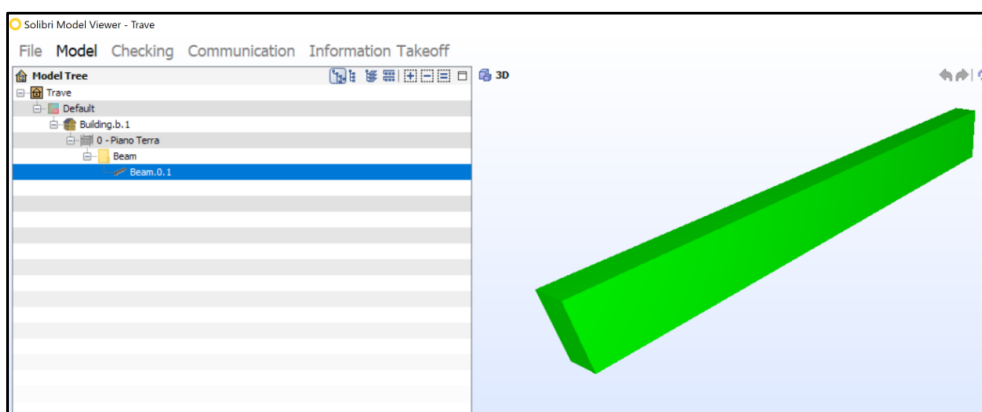 Solibri Model Viewer - Trave
File Model Checking Communication Information Takeoff
Model Tree
3D
Trave
Default
Building.b.1
0 - Piano Terra
Beam
Beam.0.1